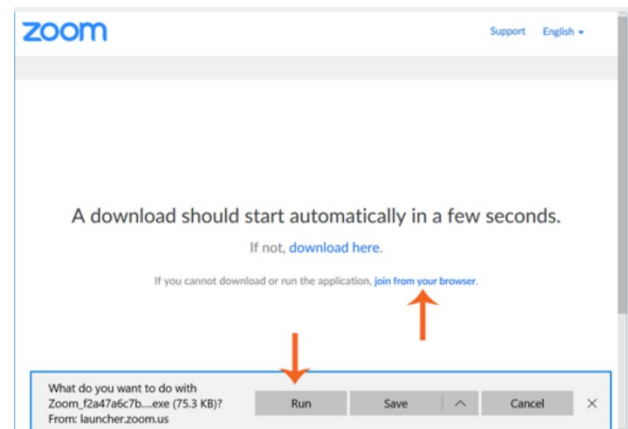 zoom
Support English
A download should start automatically in a few seconds.
If not, download here.
If you cannot download or run the application, join from your browser.
What do you want to do with
Zoom_f2a47a6c7b....exe (75.3 KB)?
From: launcher.zoom.us
Run Save Cancel